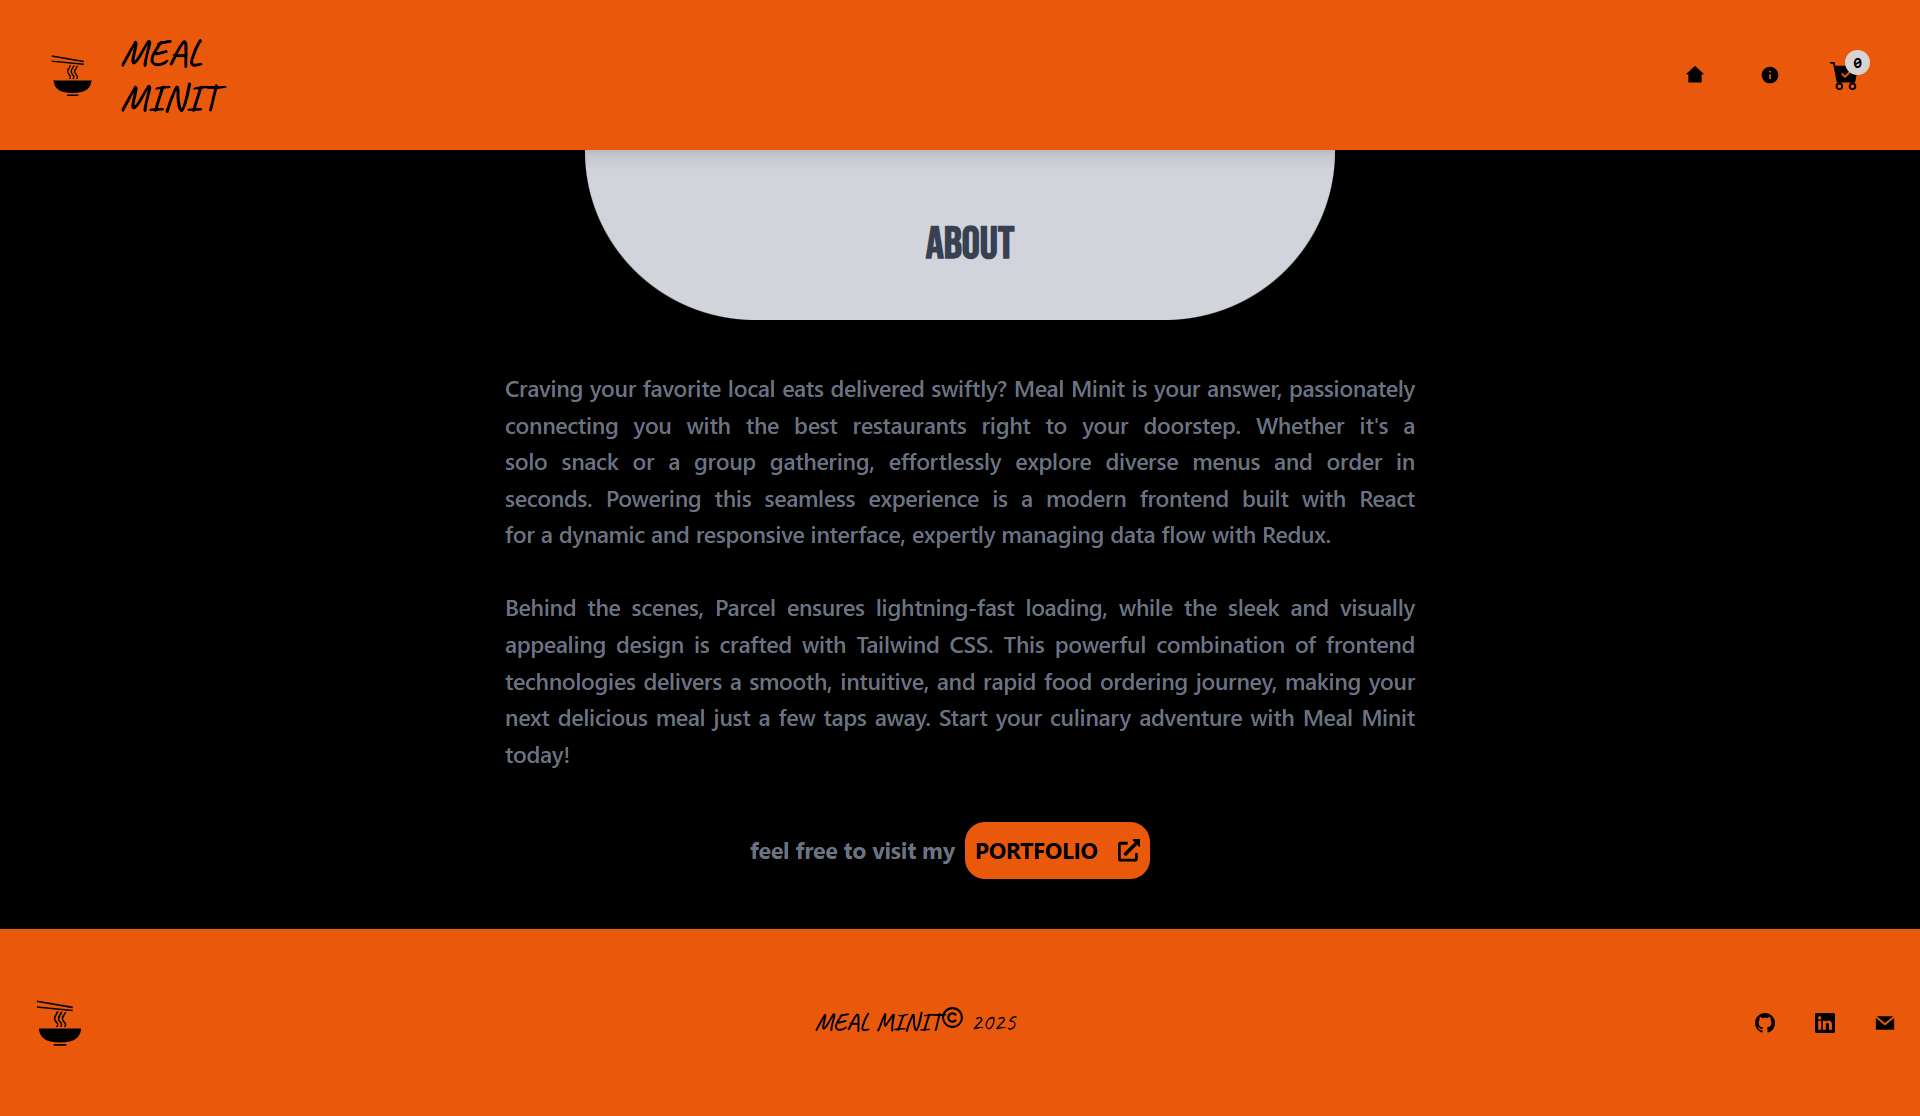 MEAL
MINIT
0
ABOUT
Craving your favorite local eats delivered swiftly? Meal Minit is your answer, passionately
connecting you with the best restaurants right to your doorstep. Whether it's a
solo snack or a group gathering, effortlessly explore diverse menus and order in
seconds. Powering this seamless experience is a modern frontend built with React
for a dynamic and responsive interface, expertly managing data flow with Redux.
Behind the scenes, Parcel ensures lightning-fast loading, while the sleek and visually
appealing design is crafted with Tailwind CSS. This powerful combination of frontend
technologies delivers a smooth, intuitive, and rapid food ordering journey, making your
next delicious meal just a few taps away. Start your culinary adventure with Meal Minit
today!
feel free to visit my PORTFOLIO
MEAL MINIT© 2025